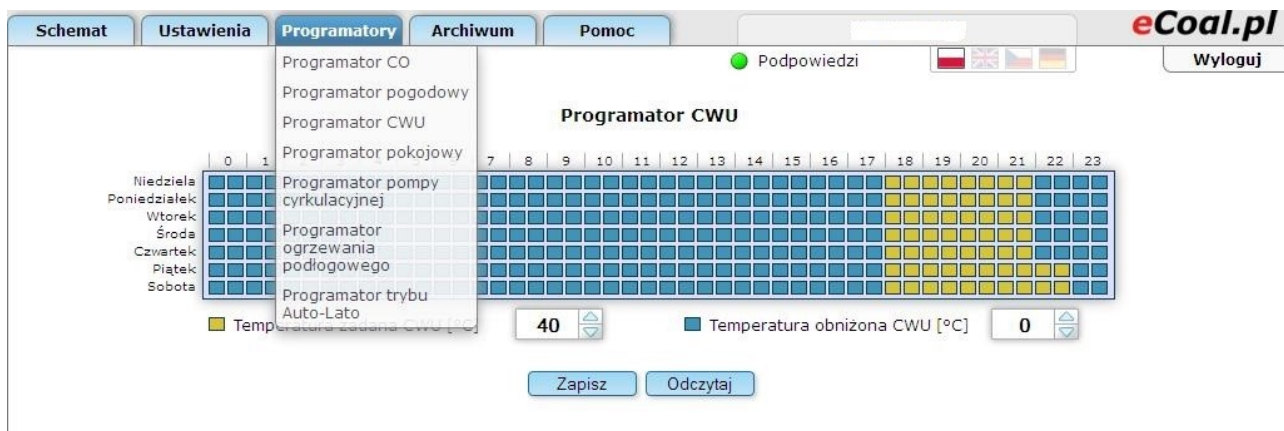 Schemat Ustawienia Programatory Archiwum Pomoc eCoal.pl
Podpowiedzi Wyloguj
Programator CO
Programator pogodowy
Programator CWU
Programator pokojowy
Programator pompy
cyrkulacyjnej
Programator
ogrzewania
podłogowego
Programator trybu
Auto-Lato
Programator CWU
0 1 7 8 9 10 11 12 13 14 15 16 17 18 19 20 21 22 23
Niedziela
Poniedziałek
Wtorek
Środa
Czwartek
Piątek
Sobota
Temperatura zadana CWU [°C] 40 Temperatura obniżona CWU [°C] 0
Zapisz Odczytaj